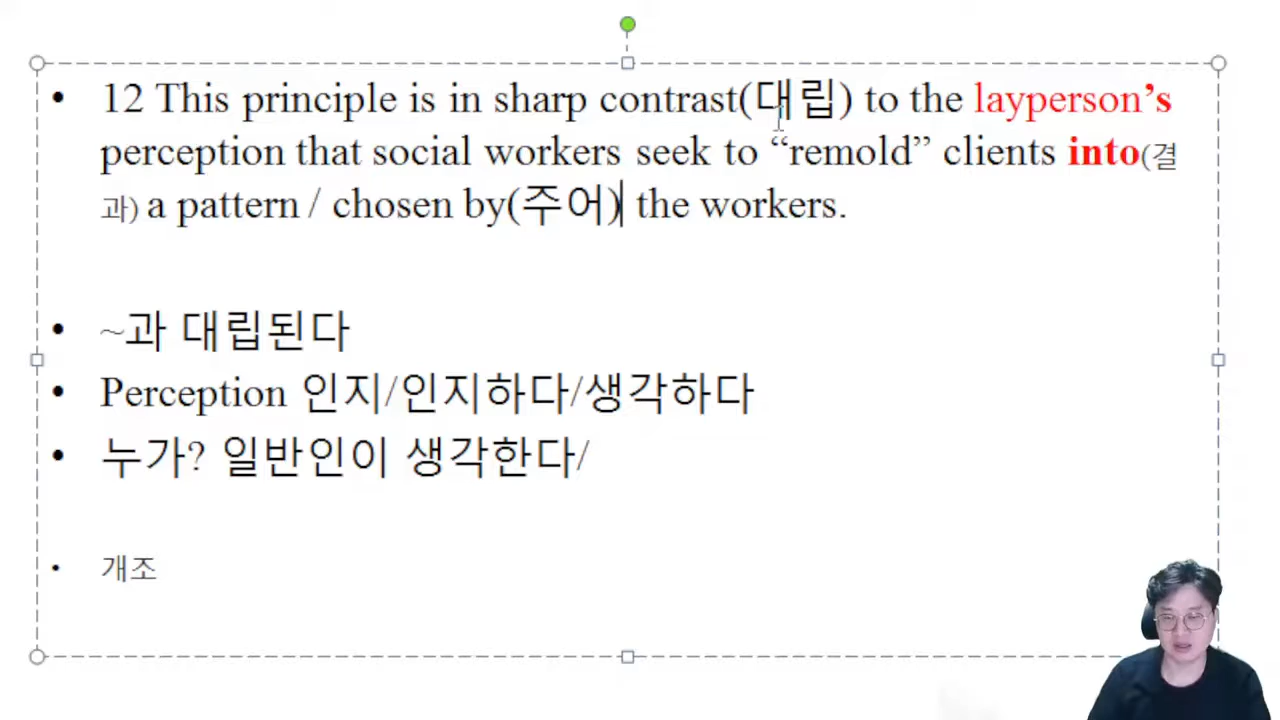 • 12 This principle is in sharp contrast(대립) to the layperson’s
perception that social workers seek to “remold” clients into(결
과) a pattern / chosen by(주어) the workers.
• ~과 대립된다
• Perception 인지/인지하다/생각하다
• 누가? 일반인이 생각한다/
• 개조